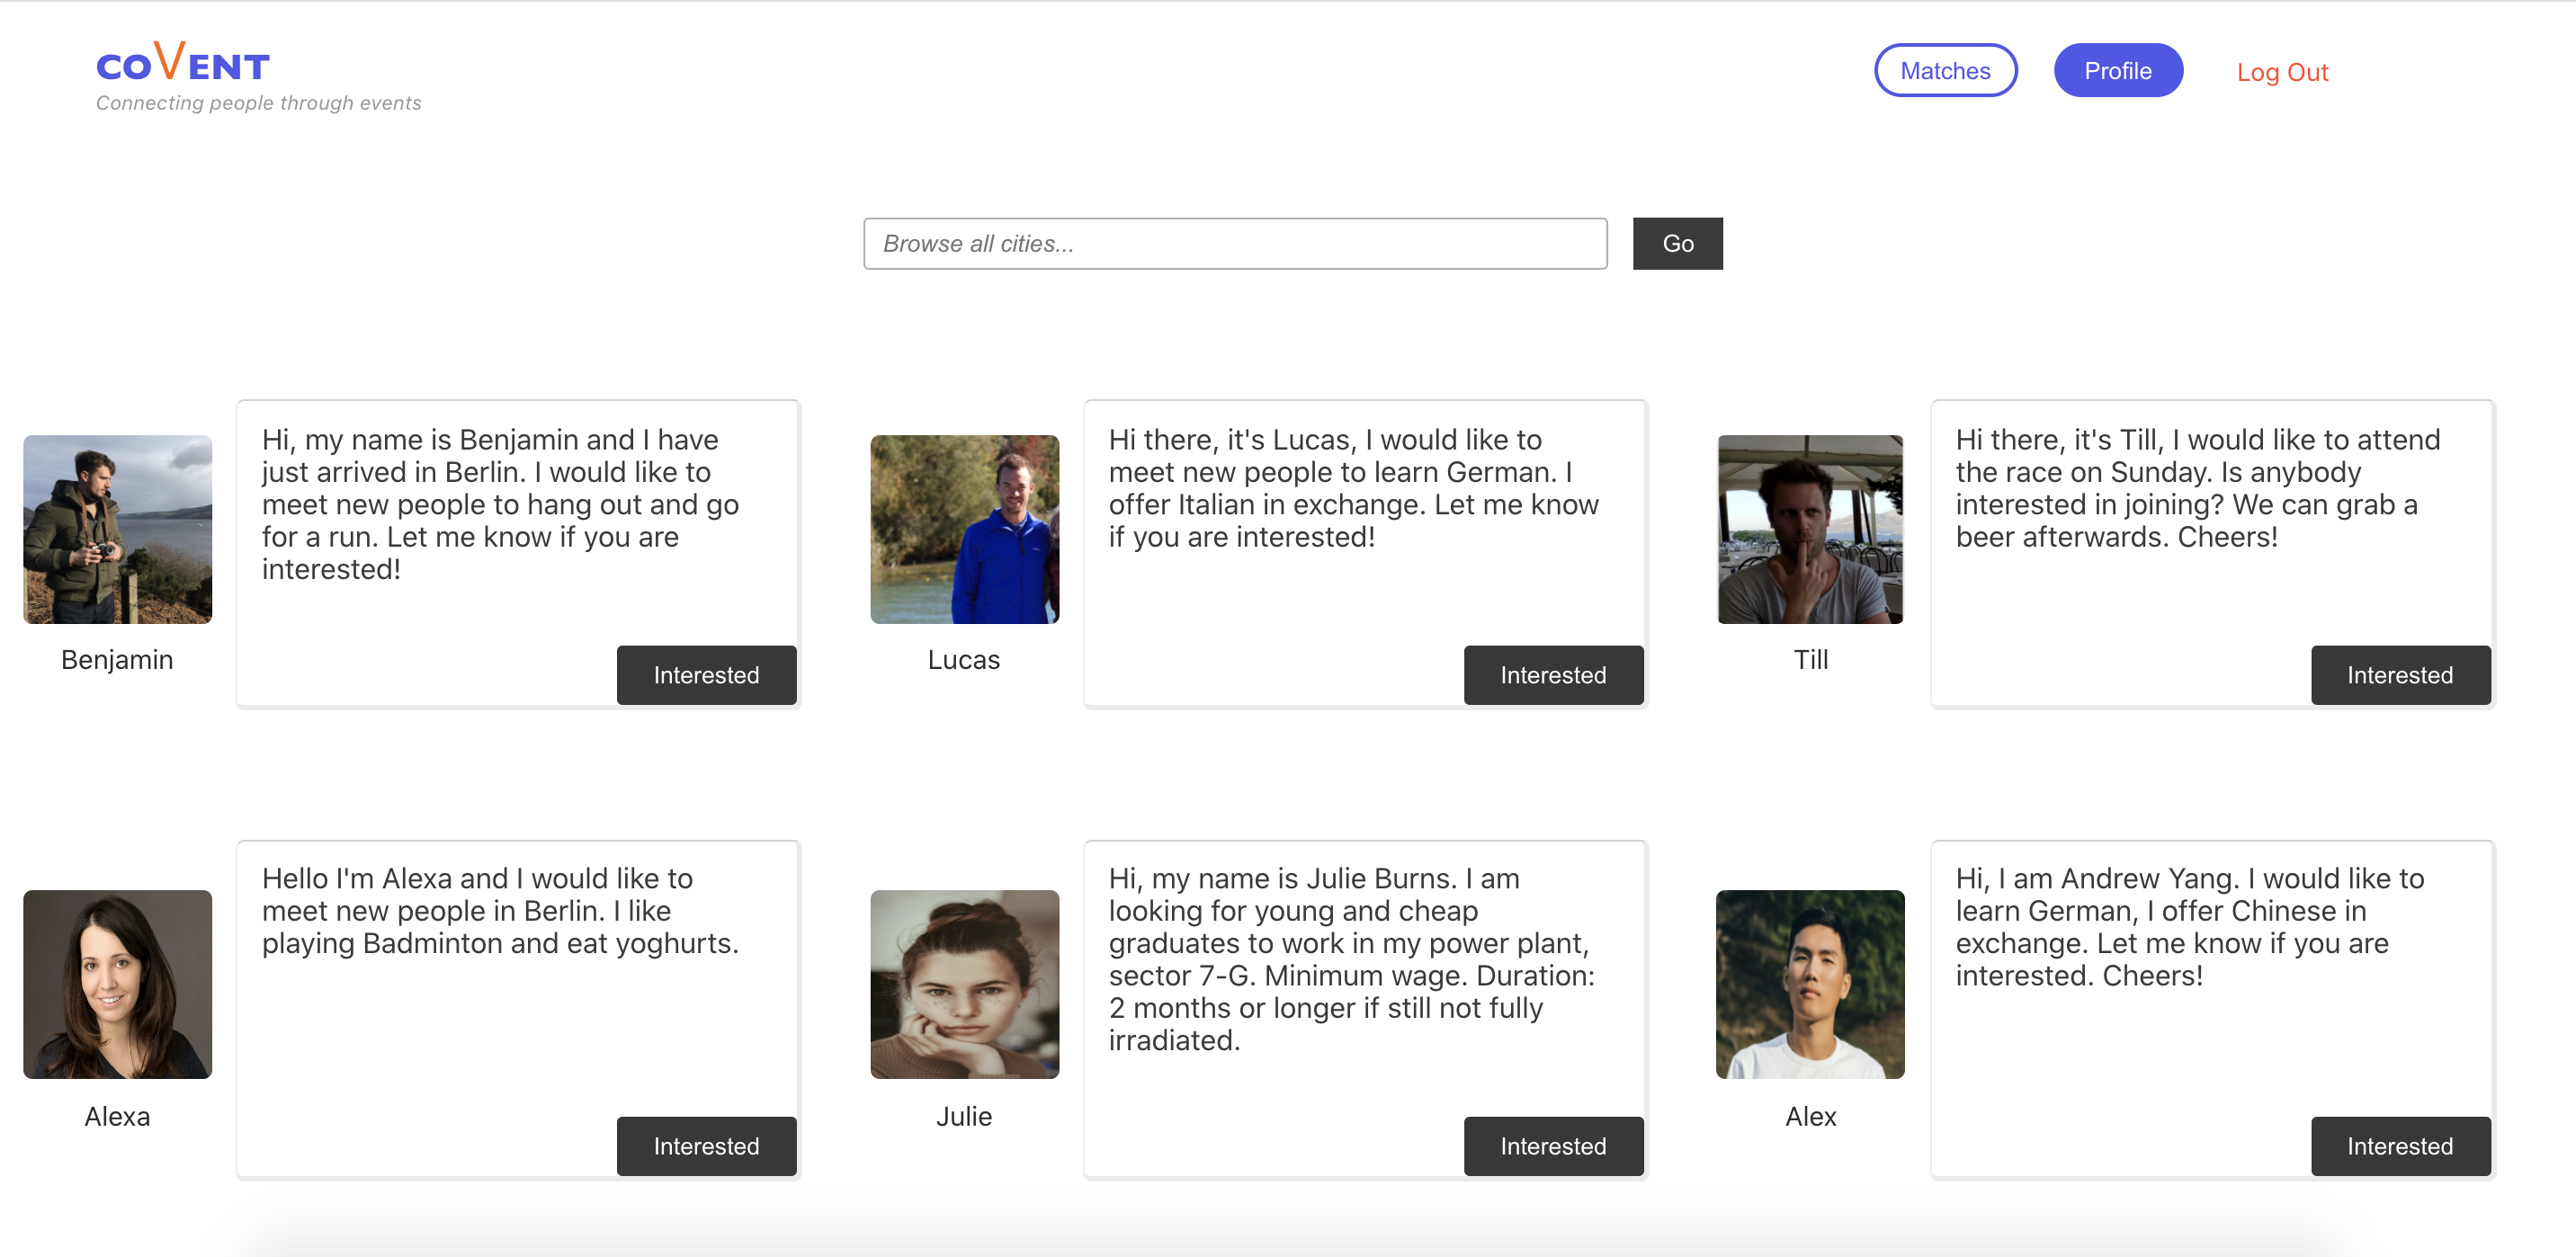 coVENT
Connecting people through events
Matches
Profile
Log Out
Browse all cities...
Go
Hi, my name is Benjamin and I have
just arrived in Berlin. I would like to
meet new people to hang out and go
for a run. Let me know if you are
interested!
Interested
Benjamin
Hi there, it's Lucas, I would like to
meet new people to learn German. I
offer Italian in exchange. Let me know
if you are interested!
Interested
Lucas
Hi there, it's Till, I would like to attend
the race on Sunday. Is anybody
interested in joining? We can grab a
beer afterwards. Cheers!
Interested
Till
Hello I'm Alexa and I would like to
meet new people in Berlin. I like
playing Badminton and eat yoghurts.
Interested
Alexa
Hi, my name is Julie Burns. I am
looking for young and cheap
graduates to work in my power plant,
sector 7-G. Minimum wage. Duration:
2 months or longer if still not fully
irradiated.
Interested
Julie
Hi, I am Andrew Yang. I would like to
learn German, I offer Chinese in
exchange. Let me know if you are
interested. Cheers!
Interested
Alex